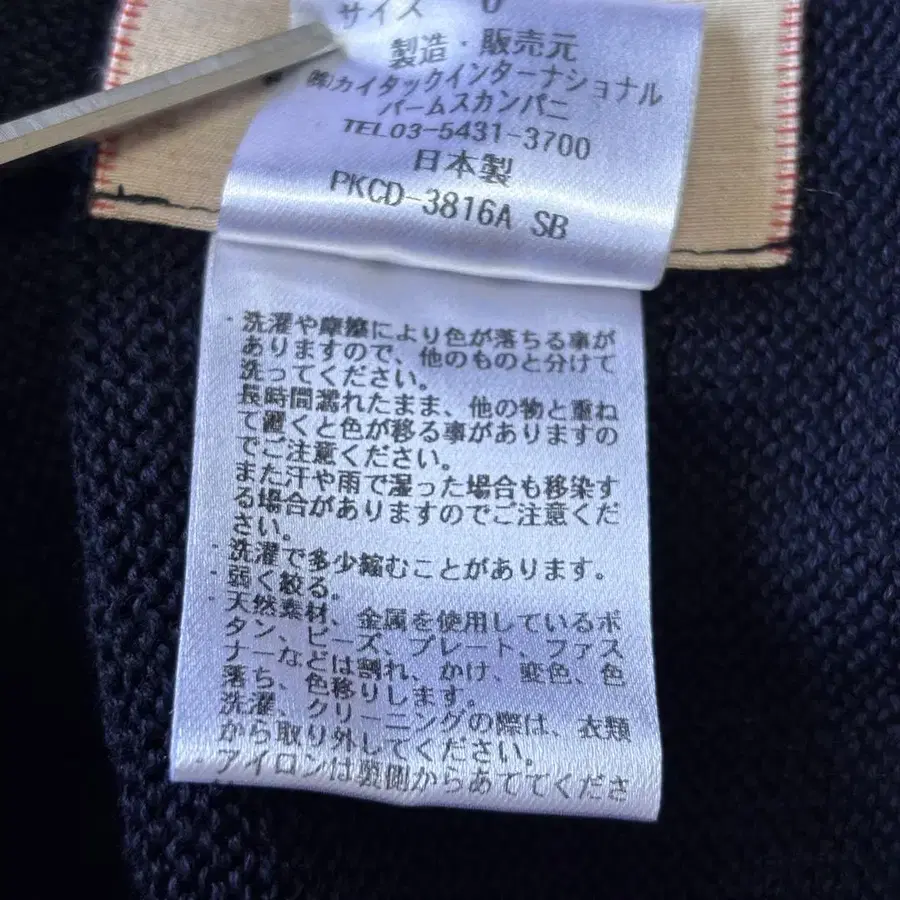 サイズ 0
製造・販売元
㈱カイタックインターナショナル
パームスカンパニ
TEL03-5431-3700
日本製
PKCD-3816A SB
・洗濯や摩擦により色が落ちる事が
ありますので、他のものと分けて
洗ってください。
長時間濡れたまま、他の物と重ね
て置くと色が移る事がありますの
でご注意ください。
また汗や雨で湿った場合も移染す
る場合がありますのでご注意くだ
さい。
・洗濯で多少縮むことがあります。
・弱く絞る。
・天然素材、金属を使用しているボ
タン、ビーズ、プレート、ファス
ナーなどは割れ、かけ、変色、色
落ち、色移りします。
洗濯、クリーニングの際は、衣類
から取り外してください。
・アイロンは裏側からあててくださ